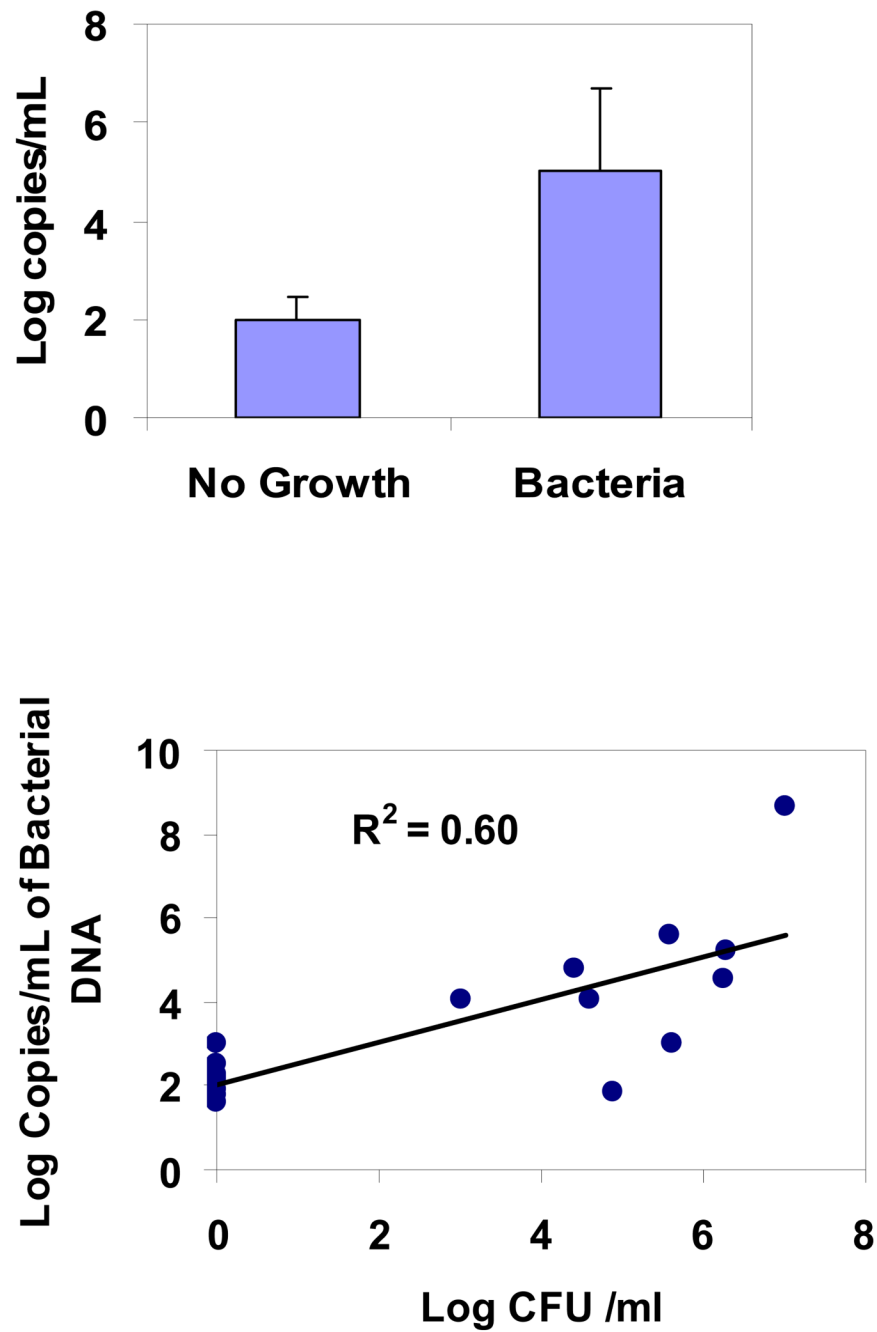 Log copies/mL
8
6
4
2
0
No Growth
Bacteria
Log Copies/mL of Bacterial
DNA
10
8
6
4
2
0
R² = 0.60
0
2
4
6
8
Log CFU /ml